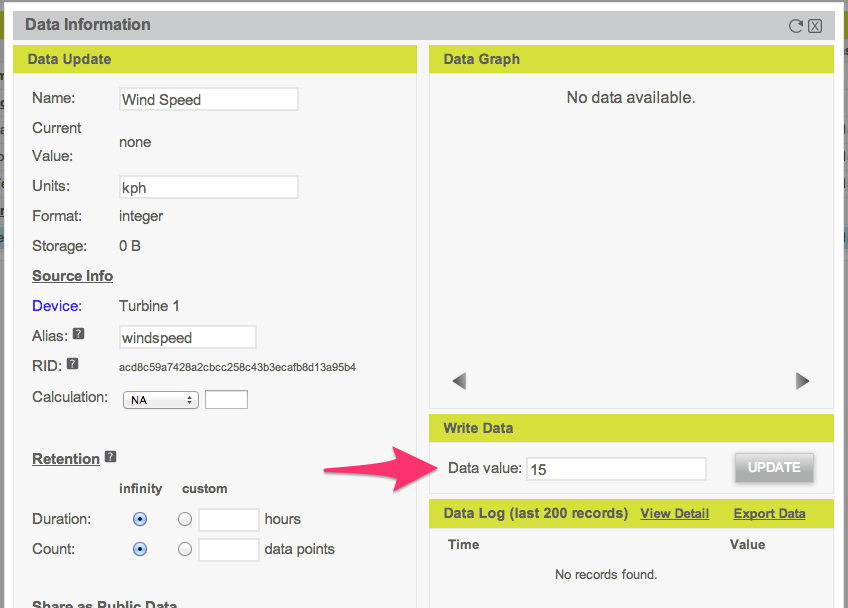 Data Information
Data Update
Name: Wind Speed
Current
Value: none
Units: kph
Format: integer
Storage: 0 B
Source Info
Device: Turbine 1
Alias: ? windspeed
RID: ? acd8c59a7428a2cbcc258c43b3ecafb8d13a95b4
Calculation: NA
Retention ?
infinity custom
Duration: hours
Count: data points
Share as Public Data
Data Graph
No data available.
Write Data
Data value: 15 UPDATE
Data Log (last 200 records) View Detail Export Data
Time Value
No records found.